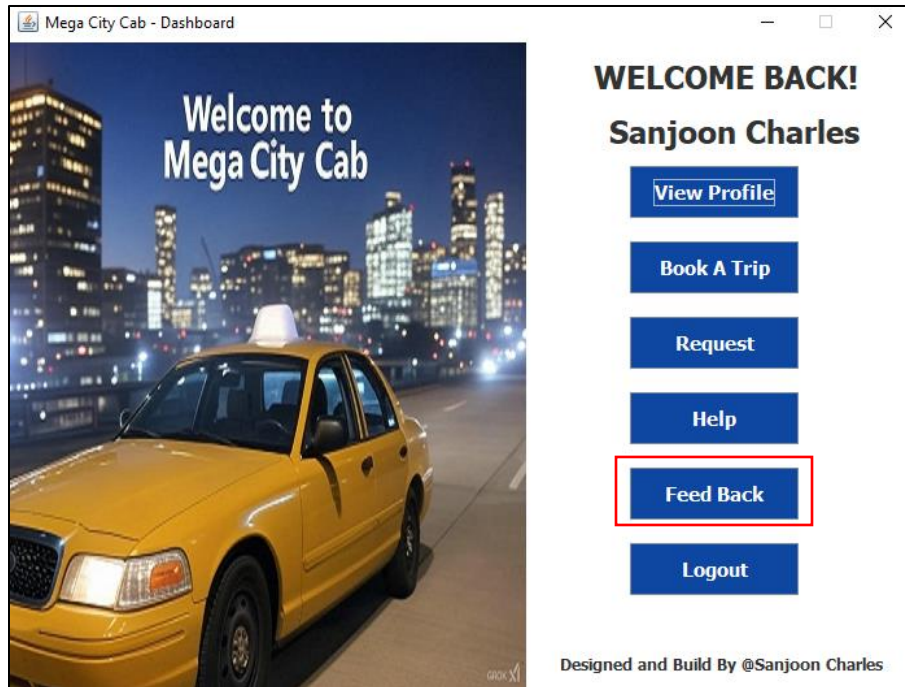 Mega City Cab - Dashboard
Welcome to
Mega City Cab
WELCOME BACK!
Sanjoon Charles
View Profile
Book A Trip
Request
Help
Feed Back
Logout
GROK
Designed and Build By @Sanjoon Charles